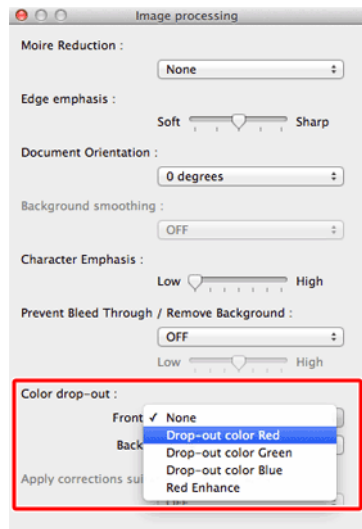 Image processing
Moire Reduction :
None
Edge emphasis :
Soft Sharp
Document Orientation :
0 degrees
Background smoothing :
OFF
Character Emphasis :
Low High
Prevent Bleed Through / Remove Background :
OFF
Low High
Color drop-out :
Front ✓ None
Drop-out color Red
Back Drop-out color Green
Drop-out color Blue
Apply corrections sui Red Enhance
OFF